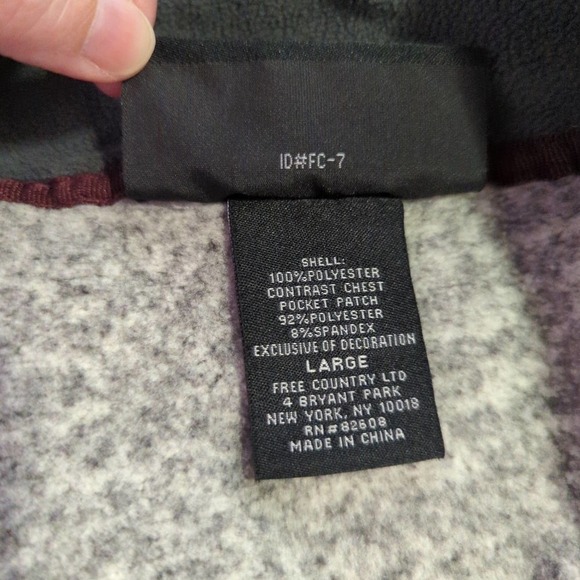 ID#FC-7
SHELL:
100%POLYESTER
CONTRAST CHEST
POCKET PATCH
92%POLYESTER
8%SPANDEX
EXCLUSIVE OF DECORATION
LARGE
FREE COUNTRY LTD
4 BRYANT PARK
NEW YORK, NY 10018
RN#82608
MADE IN CHINA